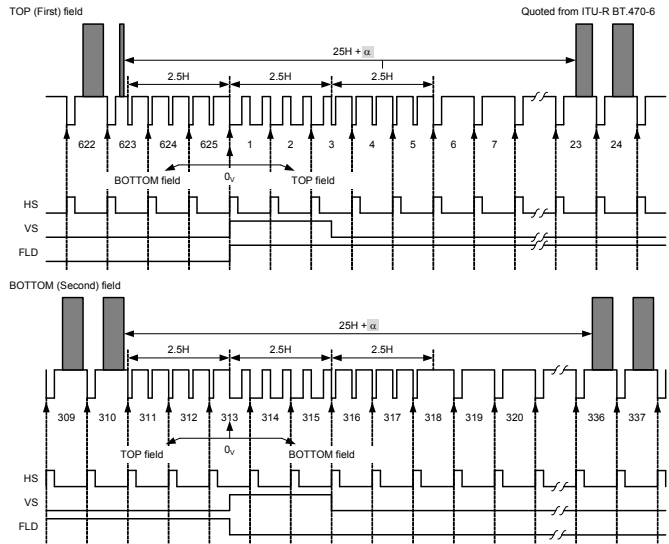 TOP (First) field
Quoted from ITU-R BT.470-6
25H + α
2.5H 2.5H 2.5H
622 623 624 625 1 2 3 4 5 6 7 23 24
BOTTOM field 0V TOP field
HS
VS
FLD
BOTTOM (Second) field
25H + α
2.5H 2.5H 2.5H
309 310 311 312 313 314 315 316 317 318 319 320 336 337
TOP field 0V BOTTOM field
HS
VS
FLD